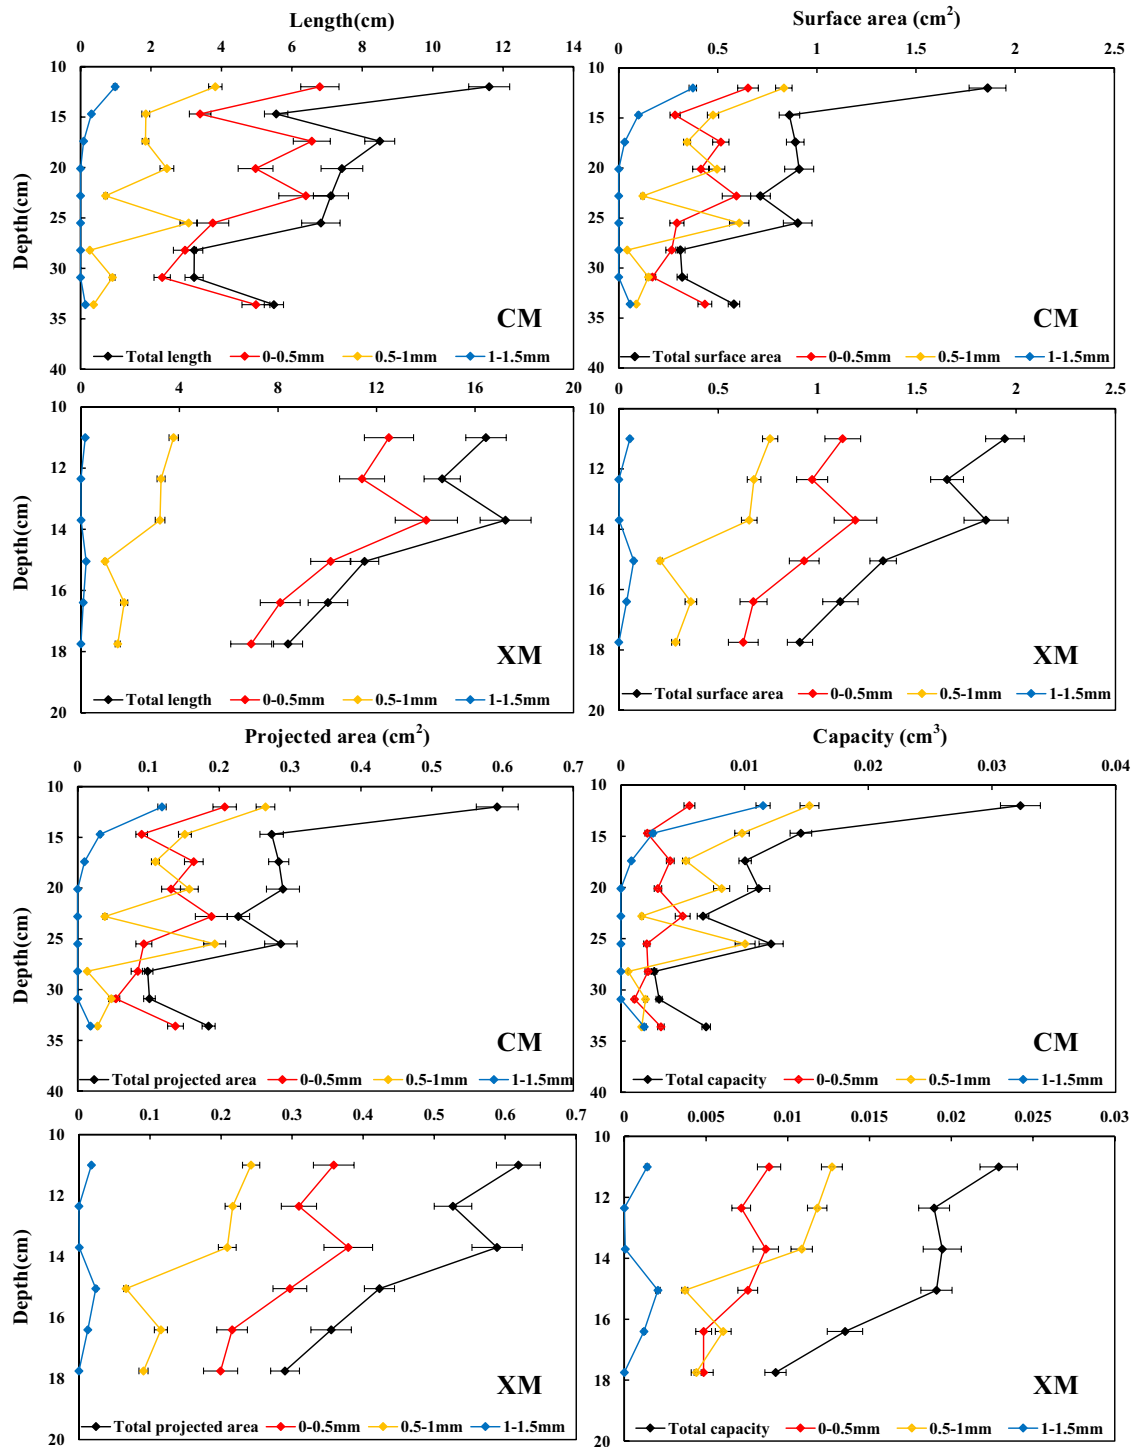 Length(cm)
0 2 4 6 8 10 12 14
Depth(cm)
10
15
20
25
30
35
40
CM
Total length 0-0.5mm 0.5-1mm 1-1.5mm
Surface area (cm²)
0 0.5 1 1.5 2 2.5
10
15
20
25
30
35
40
CM
Total surface area 0-0.5mm 0.5-1mm 1-1.5mm
0 4 8 12 16 20
Depth(cm)
10
12
14
16
18
20
XM
Total length 0-0.5mm 0.5-1mm 1-1.5mm
0 0.5 1 1.5 2 2.5
10
12
14
16
18
20
XM
Total surface area 0-0.5mm 0.5-1mm 1-1.5mm
Projected area (cm²)
0 0.1 0.2 0.3 0.4 0.5 0.6 0.7
Depth(cm)
10
15
20
25
30
35
40
CM
Total projected area 0-0.5mm 0.5-1mm 1-1.5mm
Capacity (cm³)
0 0.01 0.02 0.03 0.04
10
15
20
25
30
35
40
CM
Total capacity 0-0.5mm 0.5-1mm 1-1.5mm
0 0.1 0.2 0.3 0.4 0.5 0.6 0.7
Depth(cm)
10
12
14
16
18
20
XM
Total projected area 0-0.5mm 0.5-1mm 1-1.5mm
0 0.005 0.01 0.015 0.02 0.025 0.03
10
12
14
16
18
20
XM
Total capacity 0-0.5mm 0.5-1mm 1-1.5mm